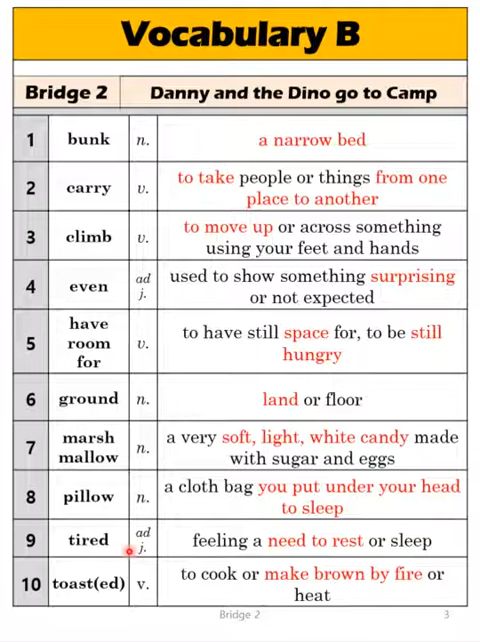 Vocabulary B
Bridge 2 Danny and the Dino go to Camp
1 bunk n. a narrow bed
2 carry v. to take people or things from one
place to another
3 climb v. to move up or across something
using your feet and hands
4 even ad
j. used to show something surprising
or not expected
5 have
room
for v. to have still space for, to be still
hungry
6 ground n. land or floor
7 marsh
mallow n. a very soft, light, white candy made
with sugar and eggs
8 pillow n. a cloth bag you put under your head
to sleep
9 tired ad
j. feeling a need to rest or sleep
10 toast(ed) v. to cook or make brown by fire or
heat
Bridge 2 3